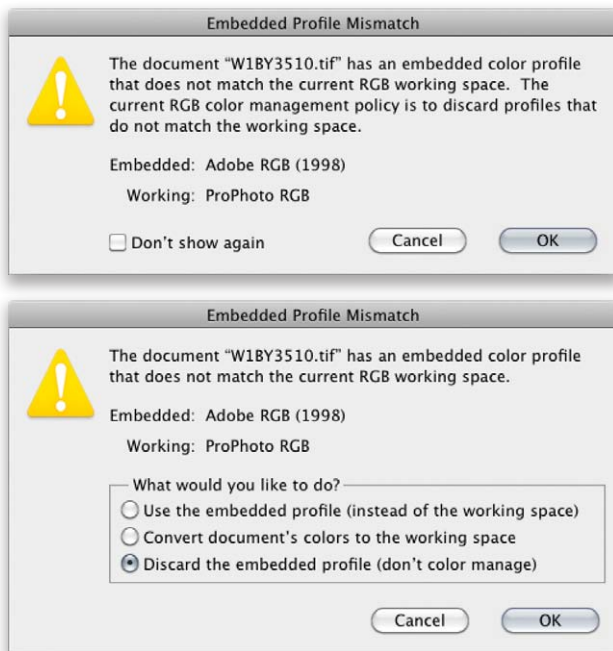 Embedded Profile Mismatch
The document “W1BY3510.tif” has an embedded color profile
that does not match the current RGB working space.  The
current RGB color management policy is to discard profiles that
do not match the working space.
Embedded: Adobe RGB (1998)
Working: ProPhoto RGB
Don’t show again
Cancel
OK
Embedded Profile Mismatch
The document “W1BY3510.tif” has an embedded color profile
that does not match the current RGB working space.
Embedded: Adobe RGB (1998)
Working: ProPhoto RGB
What would you like to do?
Use the embedded profile (instead of the working space)
Convert document’s colors to the working space
Discard the embedded profile (don’t color manage)
Cancel
OK